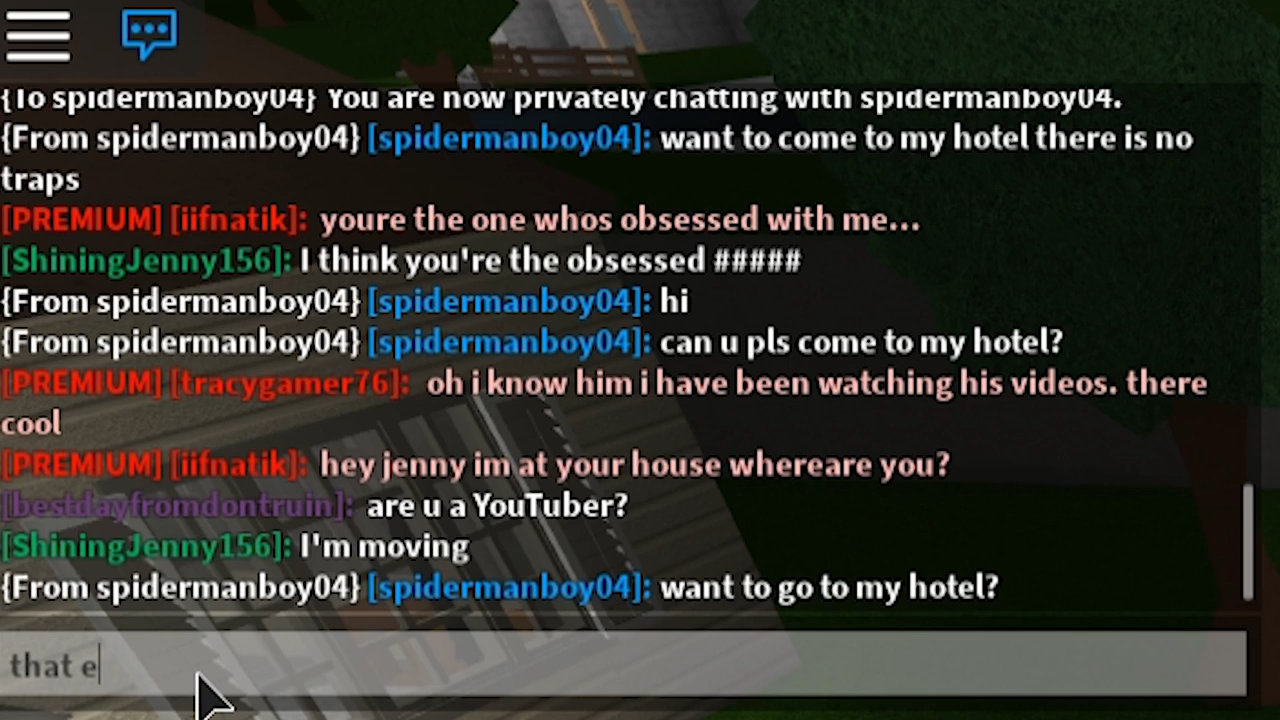 {To spidermanboy04} You are now privately chatting with spidermanboy04.
{From spidermanboy04} [spidermanboy04]: want to come to my hotel there is no
traps
[PREMIUM] [iifnatik]: youre the one whos obsessed with me...
[ShiningJenny156]: I think you're the obsessed #####
{From spidermanboy04} [spidermanboy04]: hi
{From spidermanboy04} [spidermanboy04]: can u pls come to my hotel?
[PREMIUM] [tracygamer76]: oh i know him i have been watching his videos. there
cool
[PREMIUM] [iifnatik]: hey jenny im at your house whereare you?
[bestdayfromdontruin]: are u a YouTuber?
[ShiningJenny156]: I'm moving
{From spidermanboy04} [spidermanboy04]: want to go to my hotel?
that e